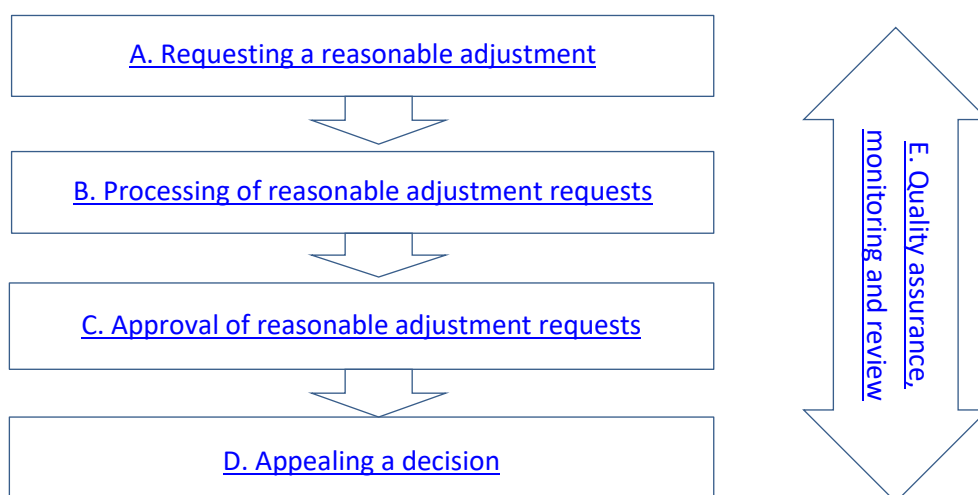 A. Requesting a reasonable adjustment
B. Processing of reasonable adjustment requests
C. Approval of reasonable adjustment requests
D. Appealing a decision
E. Quality assurance,
monitoring and review